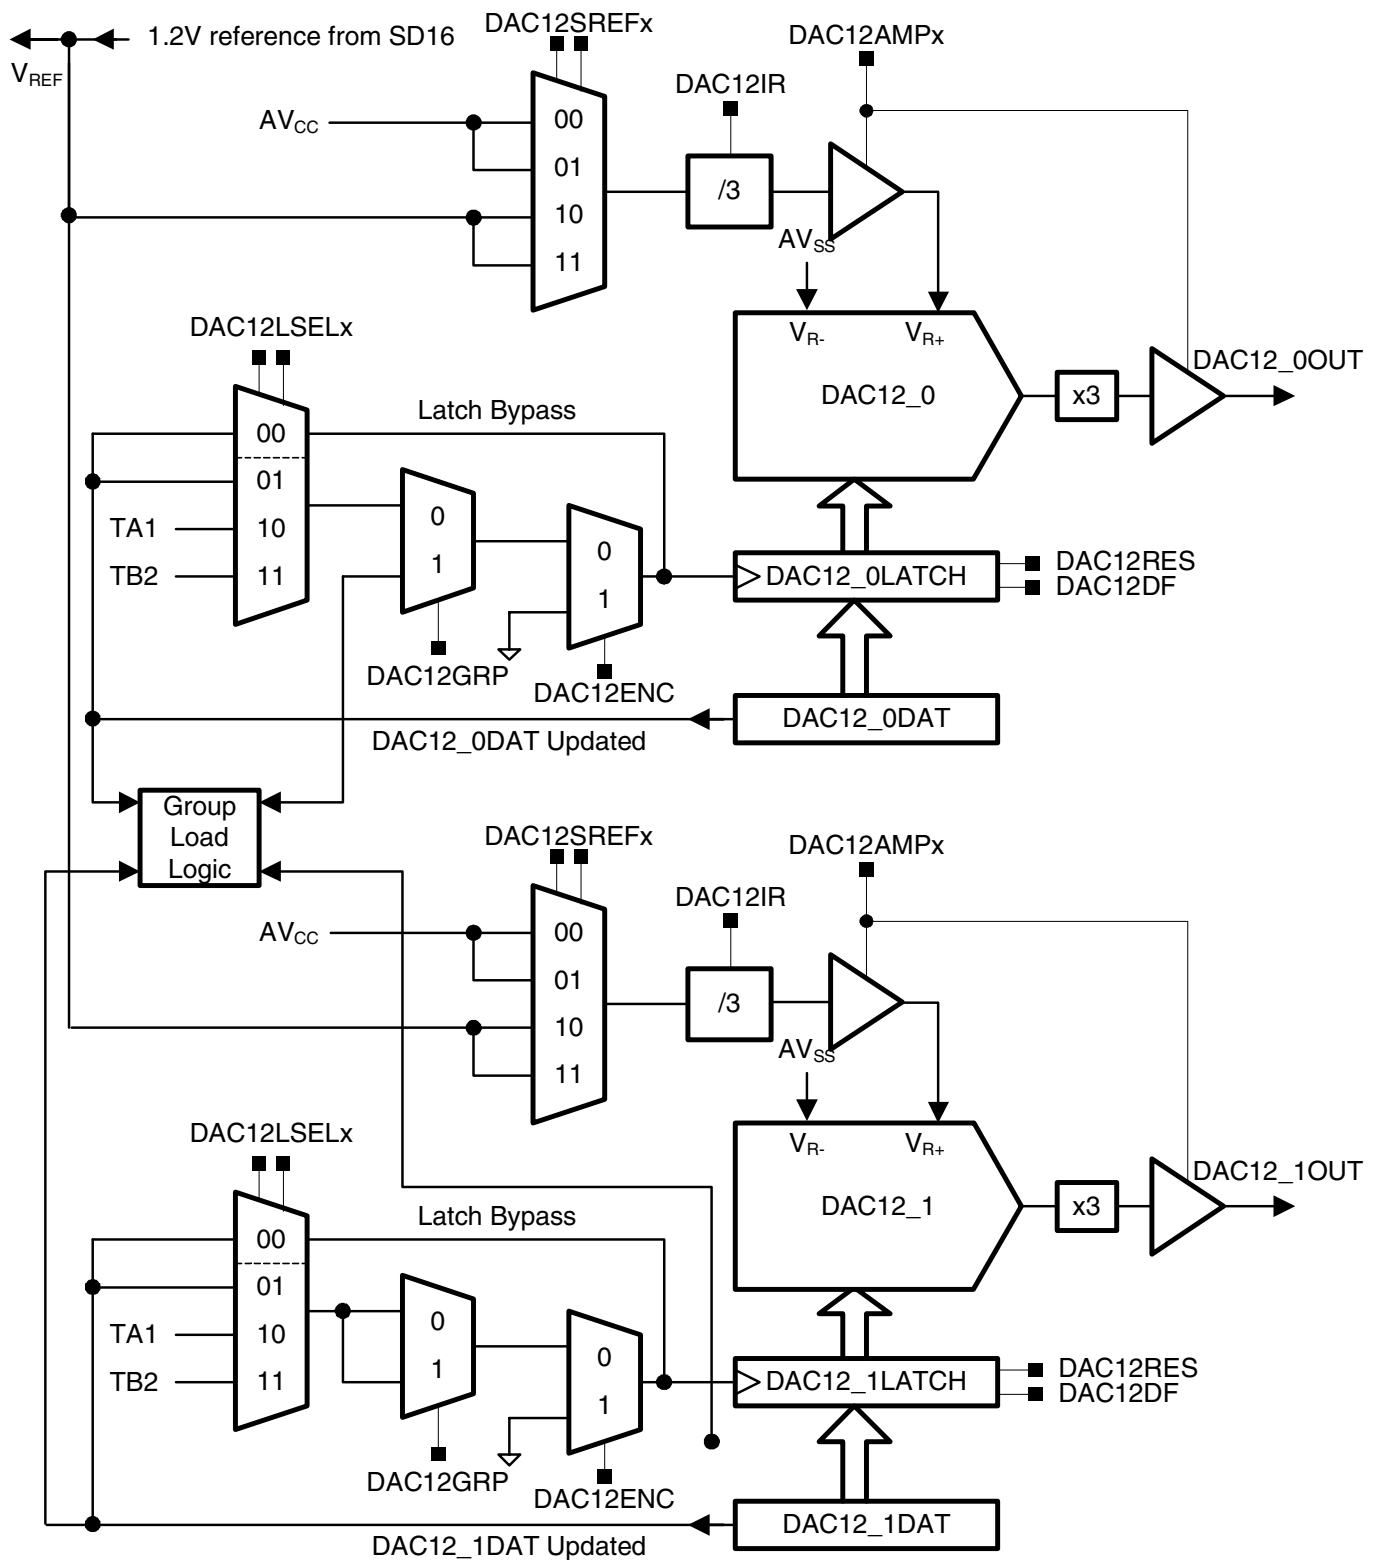 DAC12SREFx
1.2V reference from SD16
DAC12AMPx
VREF
DAC12IR
AVCC
00
01
/3
10
AVSS
11
DAC12LSELx
VR-
VR+
DAC12_0OUT
DAC12_0
x3
Latch Bypass
00
01
0
TA1
10
0
1
DAC12RES
TB2
11
DAC12_0LATCH
DAC12DF
1
DAC12GRP
DAC12ENC
DAC12_0DAT
DAC12_0DAT Updated
Group
Load
Logic
DAC12SREFx
DAC12AMPx
DAC12IR
AVCC
00
01
/3
10
AVSS
11
DAC12LSELx
VR-
VR+
DAC12_1OUT
DAC12_1
x3
Latch Bypass
00
01
0
TA1
10
0
1
DAC12RES
TB2
11
DAC12_1LATCH
DAC12DF
1
DAC12GRP
DAC12ENC
DAC12_1DAT
DAC12_1DAT Updated